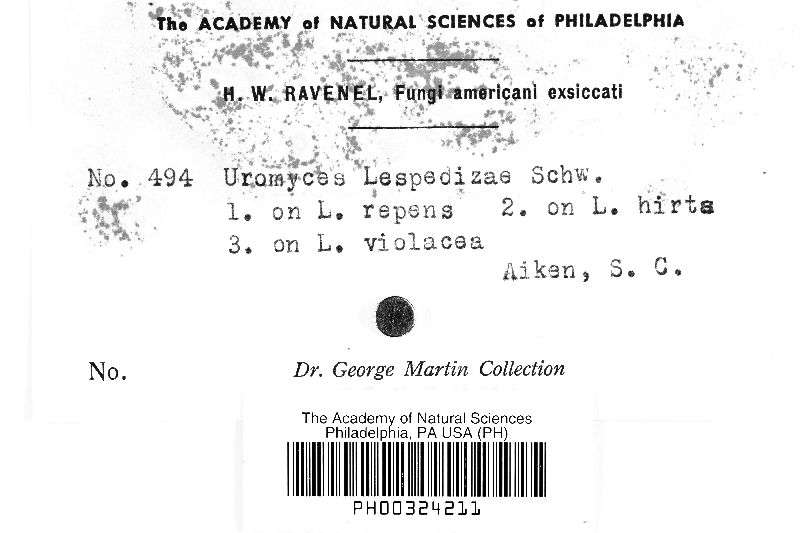 The ACADEMY of NATURAL SCIENCES of PHILADELPHIA
H. W. RAVENEL, Fungi americani exsiccati
No. 494 Uromyces Lespedizae Schw.
1. on L. repens 2. on L. hirta
3. on L. violacea
Aiken, S. C.
No. Dr. George Martin Collection
The Academy of Natural Sciences
Philadelphia, PA USA (PH)
PH00324211